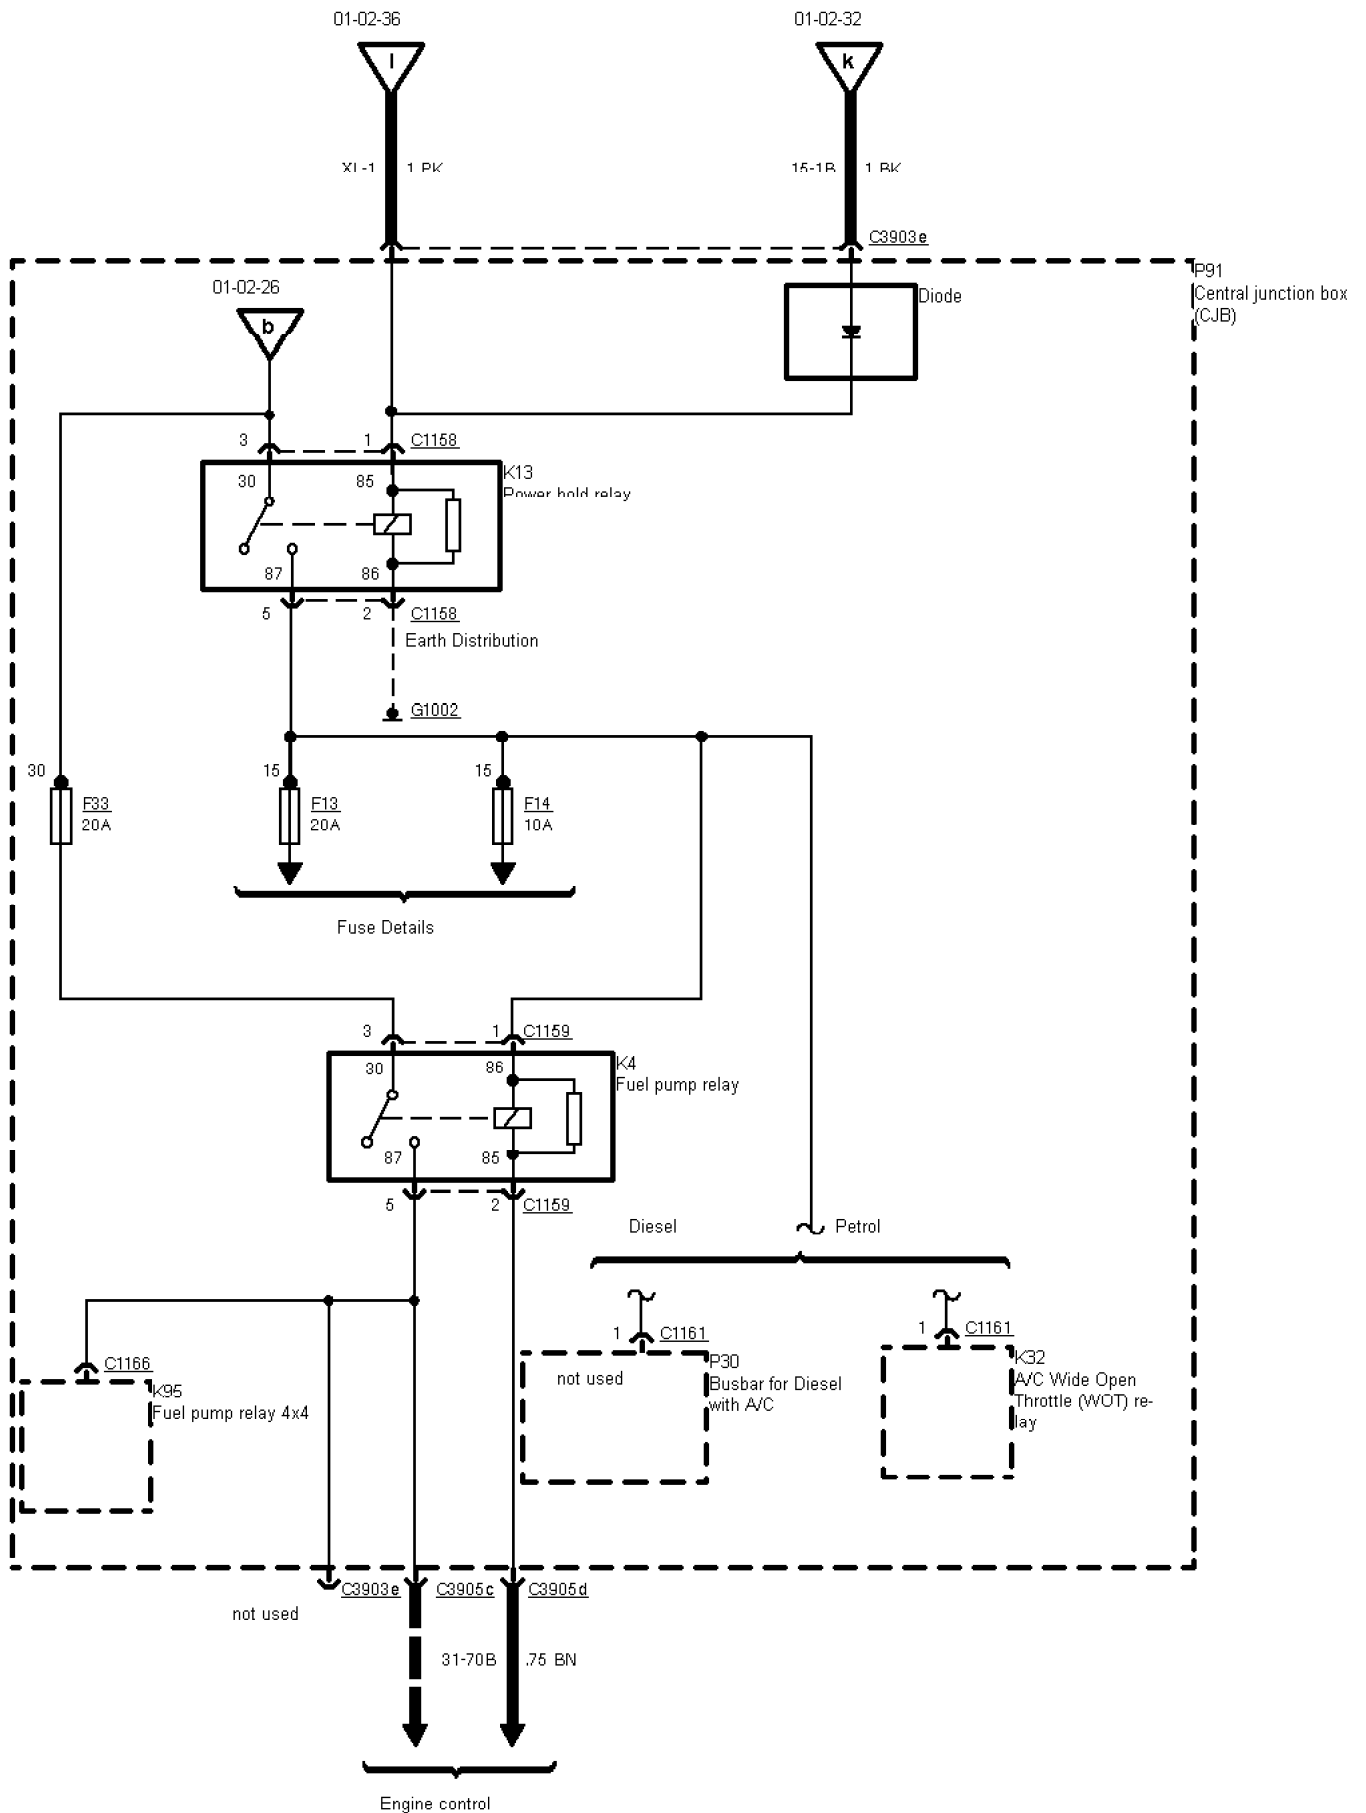 01-02-36
01-02-32
l
k
XL-1 1 PK
15-1B 1 BK
C3903e
P91
Central junction box
(CJB)
01-02-26
b
Diode
3 1 C1158
K13
Power hold relay
30 85
87 86
5 2 C1158
Earth Distribution
G1002
30 15 15
F33
20A
F13
20A
F14
10A
Fuse Details
3 1 C1159
K4
Fuel pump relay
30 86
87 85
5 2 C1159
Diesel Petrol
1 C1161
1 C1161
C1166
K95
Fuel pump relay 4x4
not used
P30
Busbar for Diesel
with A/C
K32
A/C Wide Open
Throttle (WOT) re-
lay
C3903e C3905c C3905d
not used
31-70B .75 BN
Engine control